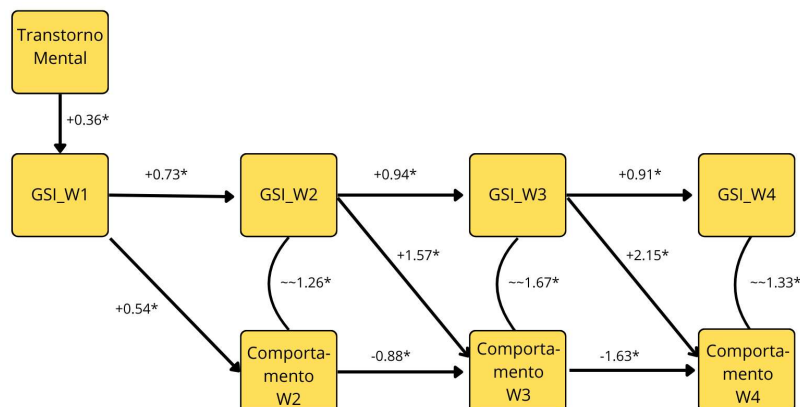 Transtorno
Mental
+0.36*
GSI_W1
+0.73*
GSI_W2
+0.94*
GSI_W3
+0.91*
GSI_W4
+0.54*
~~1.26*
+1.57*
~~1.67*
+2.15*
~~1.33*
Comporta-
mento
W2
-0.88*
Comporta-
mento
W3
-1.63*
Comporta-
mento
W4